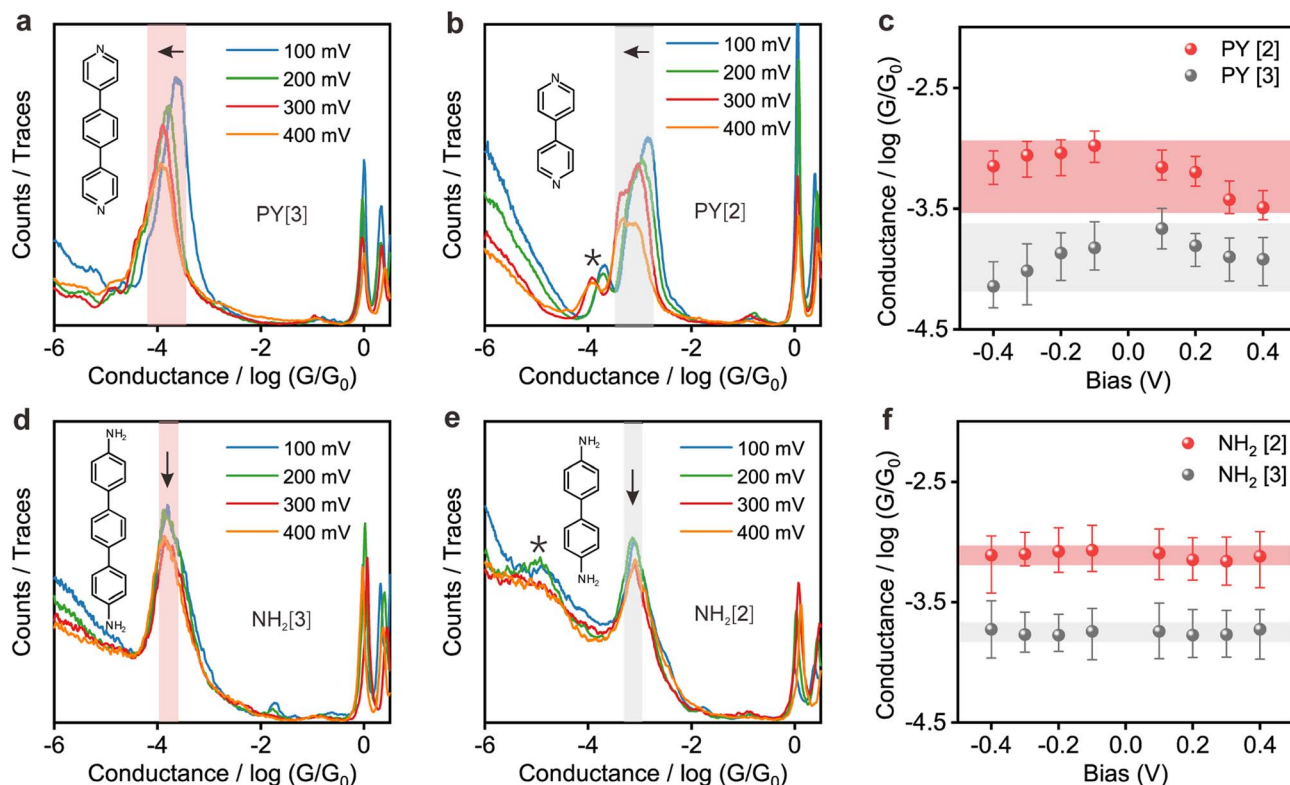 a
N
N
PY[3]
100 mV
200 mV
300 mV
400 mV
Counts / Traces
-6
-4
-2
0
Conductance / log (G/G₀)
b
N
N
*
PY[2]
100 mV
200 mV
300 mV
400 mV
Counts / Traces
-6
-4
-2
0
Conductance / log (G/G₀)
c
PY [2]
PY [3]
Conductance / log (G/G₀)
-2.5
-3.5
-4.5
-0.4
-0.2
0.0
0.2
0.4
Bias (V)
d
NH₂
NH₂
NH₂[3]
100 mV
200 mV
300 mV
400 mV
Counts / Traces
-6
-4
-2
0
Conductance / log (G/G₀)
e
NH₂
NH₂
*
NH₂[2]
100 mV
200 mV
300 mV
400 mV
Counts / Traces
-6
-4
-2
0
Conductance / log (G/G₀)
f
NH₂ [2]
NH₂ [3]
Conductance / log (G/G₀)
-2.5
-3.5
-4.5
-0.4
-0.2
0.0
0.2
0.4
Bias (V)